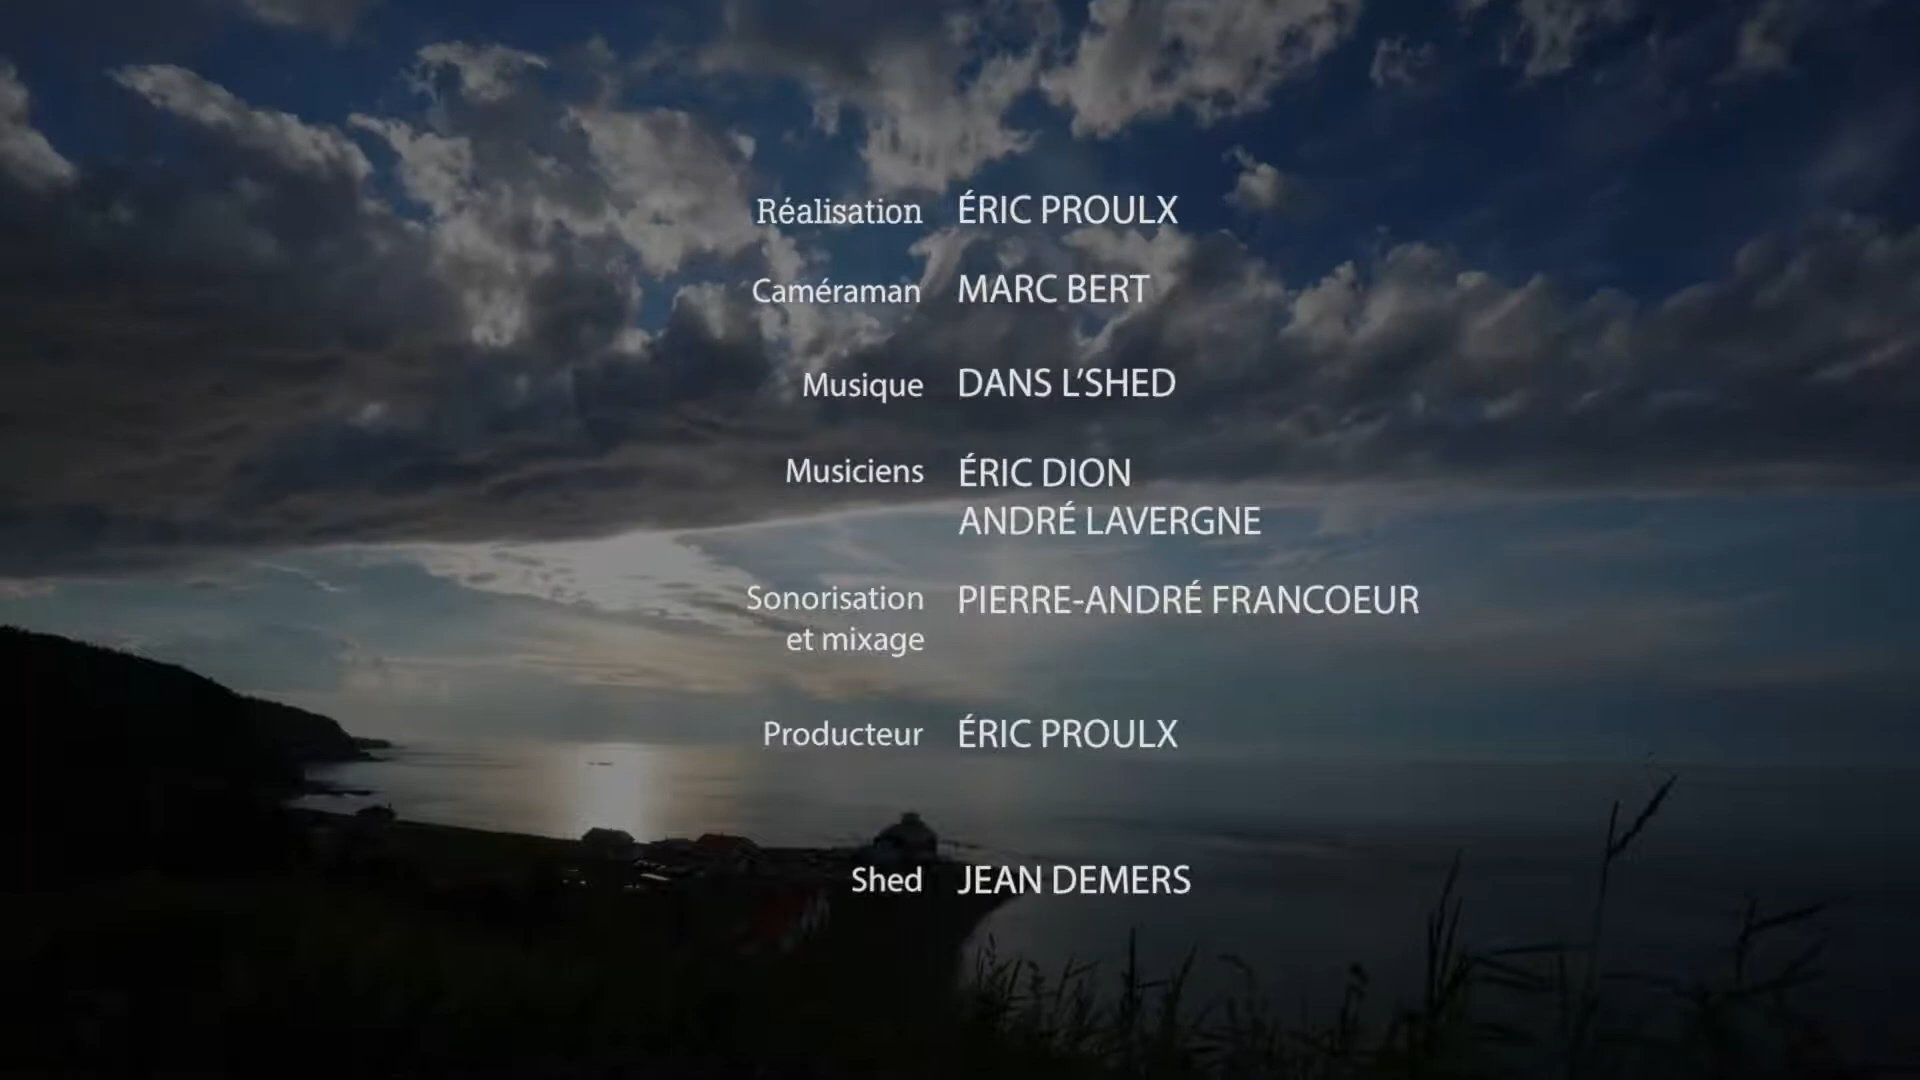 Réalisation ÉRIC PROULX
Caméraman MARC BERT
Musique DANS L'SHED
Musiciens ÉRIC DION
ANDRÉ LAVERGNE
Sonorisation PIERRE-ANDRÉ FRANCOEUR
et mixage
Producteur ÉRIC PROULX
Shed JEAN DEMERS